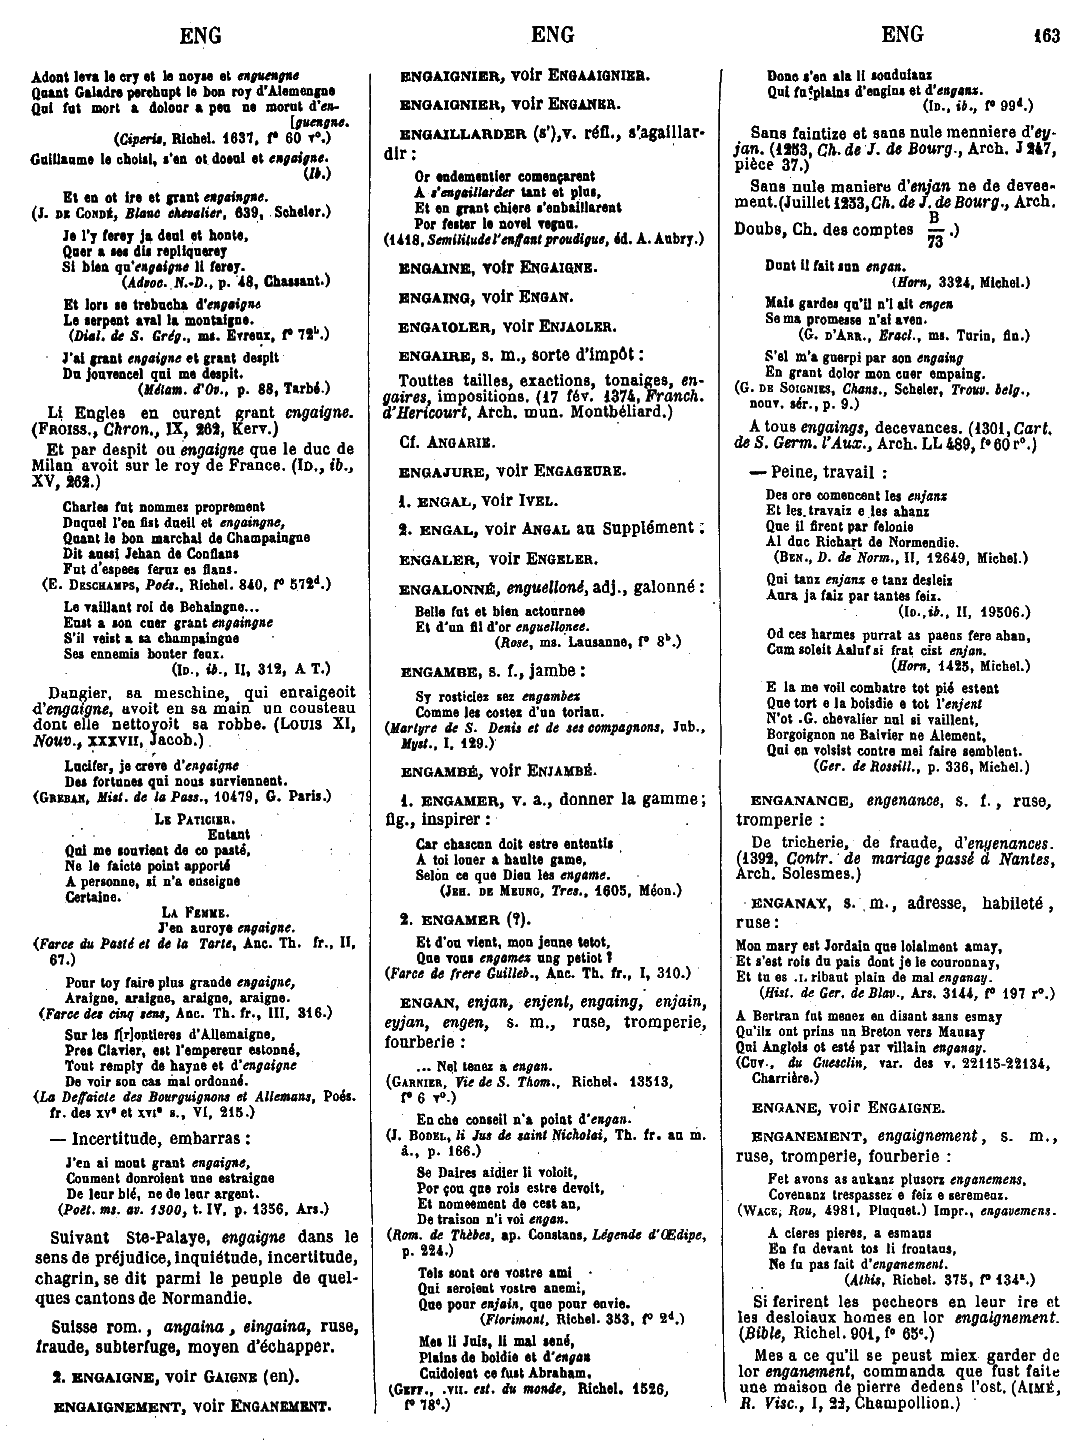 ENG ENG ENG 163
Adont leva le cry et le noyse et enguengne
Quant Galadre perchupt le bon roy d'Alemengne
Qui fut mort a dolour a peu ne morut d'en-
[guengne.
(Ciperis, Richel. 1637, f° 60 v°.)
Guillaume le choisi, s'en ot doeul et engaigne.
(Ib.)
Et en ot ire et grant engaingne.
(J. DE CONDÉ, Blanc chevalier, 639, Scheler.)
Je l'y ferey ja deul et honte,
Quer a ses dis repliquerey
Si bien qu'engaigne li ferey.
(Advoc. N.-D., p. 48, Chassant.)
Et lors se trebucha d'engaigne
Le serpent aval la montaigne.
(Dial. de S. Grég., ms. Evreux, f° 72ᵇ.)
J'ai grant engaigne et grant despit
Du jouvencel qui me despit.
(Métam. d'Ov., p. 88, Tarbé.)
Li Engles en eurent grant engaigne.
(FROISS., Chron., IX, 262, Kerv.)
Et par despit ou engaigne que le duc de
Milan avoit sur le roy de France. (ID., ib.,
XV, 262.)
Charles fut nommez proprement
Duquel l'en fist dueil et engaingne,
Quant le bon marchal de Champaingne
Dit aussi Jehan de Conflans
Fut d'espees feruz es flans.
(E. DESCHAMPS, Poés., Richel. 840, f° 572ᵈ.)
Le vaillant roi de Behaingne...
Eust a son cuer grant engaingne
S'il veist a sa champaingne
Ses ennemis bouter feux.
(ID., ib., II, 312, A T.)
Dangier, sa meschine, qui enraigeoit
d'engaigne, avoit en sa main un cousteau
dont elle nettoyoit sa robbe. (LOUIS XI,
Nouv., XXXVII, Jacob.)
Lucifer, je créve d'engaigne
Des fortunes qui nous surviennent.
(GREBAN, Mist. de la Pass., 10479, G. Paris.)
LE PATICIER.
Entant
Qui me souvient de co pasté,
Ne le faicte point apporté
A personne, si n'a enseigne
Certaine.
LA FEMME.
J'en auroye engaigne.
(Farce du Pasté et de la Tarte, Anc. Th. fr., II,
67.)
Pour toy faire plus grande engaigne,
Araigne, araigne, araigne, araigne.
(Farce des cinq sens, Anc. Th. fr., III, 316.)
Sur les f[r]ontieres d'Allemaigne,
Pres Clavier, est l'empereur estonné,
Tout remply de hayne et d'engaigne
De voir son cas mal ordonné.
(La Deffaicte des Bourguignons et Allemans, Poés.
fr. des XVᵉ et XVIᵉ s., VI, 215.)
— Incertitude, embarras :
J'en ai mout grant engaigne,
Coument donroient une estraigne
De leur blé, ne de leur argent.
(Poët. ms. av. 1300, t. IV, p. 1356, Ars.)
Suivant Ste-Palaye, engaigne dans le
sens de préjudice, inquiétude, incertitude,
chagrin, se dit parmi le peuple de quel-
ques cantons de Normandie.
Suisse rom., angaina, eingaina, ruse,
fraude, subterfuge, moyen d'échapper.
2. ENGAIGNE, voir GAIGNE (en).
ENGAIGNEMENT, voir ENGANEMENT.
ENGAIGNIER, voir ENGAAIGNIER.
ENGAIGNIER, voir ENGANER.
ENGAILLARDER (s'), v. réfl., s'agaillar-
dir :
Or endementier començarent
A s'engaillarder tant et plus,
Et en grant chiere s'enbaillarent
Por fester le novel venu.
(1418, Semilitude l'enffant proudigue, éd. A. Aubry.)
ENGAINE, voir ENGAIGNE.
ENGAING, voir ENGAN.
ENGAIOLER, voir ENJAOLER.
ENGAIRE, s. m., sorte d'impôt :
Touttes tailles, exactions, tonaiges, en-
gaires, impositions. (17 fév. 1374, Franch.
d'Hericourt, Arch. mun. Montbéliard.)
Cf. ANGARIE.
ENGAJURE, voir ENGAGEURE.
1. ENGAL, voir IVEL.
2. ENGAL, voir ANGAL au Supplément :
ENGALER, voir ENGELER.
ENGALONNÉ, enguelloné, adj., galonné :
Belle fut et bien actournee
Et d'un fil d'or enguellonee.
(Rose, ms. Lausanne, f° 8ᵇ.)
ENGAMBE, s. f., jambe :
Sy rosticiez sez engambez
Comme les costez d'un torian.
(Martyre de S. Denis et de ses compagnons, Jub.,
Myst., I, 129.)
ENGAMBÉ, voir ENJAMBÉ.
1. ENGAMER, v. a., donner la gamme ;
fig., inspirer :
Car chascun doit estre ententis
A toi louer a haulte game,
Selon ce que Dieu les engame.
(JEH. DE MEUNG, Tres., 1605, Méon.)
2. ENGAMER (?).
Et d'ou vient, mon jeune tetot,
Que vous engamez ung petiot ?
(Farce de frere Guilleb., Anc. Th. fr., I, 310.)
ENGAN, enjan, enjent, engaing, enjain,
eyjan, engen, s. m., ruse, tromperie,
fourberie :
... Nel tenez a engan.
(GARNIER, Vie de S. Thom., Richel. 13513,
f° 6 v°.)
En che conseil n'a point d'engan.
(J. BODEL, li Jus de saint Nicholai, Th. fr. au m.
â., p. 166.)
Se Daires aidier li voloit,
Por çou que rois estre devoit,
Et nomeement de cest an,
De traison n'i voi engan.
(Rom. de Thèbes, ap. Constans, Légende d'Œdipe,
p. 224.)
Tels sont ore vostre ami
Qui seroient vostre anemi,
Que pour enjain, que pour envie.
(Florimont, Richel. 353, f° 2ᵈ.)
Mes li Juis, li mal sené,
Plains de boidie et d'engan
Cuidoient ce fust Abraham.
(GEFF., .VII. est. du monde, Richel. 1526,
f° 78ᶜ.)
Donc s'en ala li souduianz
Qui fu plains d'engins et d'enganz.
(ID., ib., f° 99ᵈ.)
Sans faintize et sans nule menniere d'ey-
jan. (1253, Ch. de J. de Bourg., Arch. J 247,
pièce 37.)
Sans nule maniere d'enjan ne de devee-
ment. (Juillet 1253, Ch. de J. de Bourg., Arch.
Doubs, Ch. des comptes B/73.)
Dunt il fait sun engan.
(Horn, 3324, Michel.)
Mais gardes qu'il n'i ait engen
Se ma promesse n'ai aven.
(G. D'ARR., Eracl., ms. Turin, fin.)
S'el m'a guerpi par son engaing
En grant dolor mon cuer empaing.
(G. DE SOIGNIES, Chans., Scheler, Trouv. belg.,
nouv. sér., p. 9.)
A tous engaings, decevances. (1301, Cart.
de S. Germ. l'Aux., Arch. LL 489, f° 60 r°.)
— Peine, travail :
Des ore comencent les enjanz
Et les travaiz e les ahanz
Que il firent par felonie
Al duc Richart de Normendie.
(BEN., D. de Norm., II, 12649, Michel.)
Qui tanz enjanz e tanz desleiz
Aura ja faiz par tantes feiz.
(ID., ib., II, 19506.)
Od ces harmes purrat as paens fere ahan,
Cum soleit Aaluf si frat cist enjan.
(Horn, 1425, Michel.)
E la me voil combatre tot pié estent
Que tort e la boisdie e tot l'enjent
N'ot .G. chevalier nul si vaillent,
Borgoignon ne Baivier ne Alement,
Qui en volsist contre mei faire semblent.
(Ger. de Rossill., p. 336, Michel.)
ENGANANCE, engenance, s. f., ruse,
tromperie :
De tricherie, de fraude, d'engenances.
(1392, Contr. de mariage passé à Nantes,
Arch. Solesmes.)
ENGANAY, s. m., adresse, habileté,
ruse :
Mon mary est Jordain que loialment amay,
Et s'est rois du pais dont je le couronnay,
Et tu es .I. ribaut plain de mal enganay.
(Hist. de Ger. de Blav., Ars. 3144, f° 197 r°.)
A Bertran fut menez en disant sans esmay
Qu'ilz ont prins un Breton vers Mausay
Qui Anglois ot esté par villain enganay.
(CUV., du Guesclin, var. des v. 22115-22134,
Charrière.)
ENGANE, voir ENGAIGNE.
ENGANEMENT, engaignement, s. m.,
ruse, tromperie, fourberie :
Fet avons as aukanz plusors enganemens,
Covenanz trespassez e feiz e seremenz.
(WACE, Rou, 4981, Pluquet.) Impr., engavemens.
A cieres pieres, a esmaus
En fu devant tos li frontaus,
Ne fu pas fait d'enganement.
(Athis, Richel. 375, f° 134ᵃ.)
Si ferirent les pecheors en leur ire et
les desloiaux homes en lor engaignement.
(Bible, Richel. 901, f° 65ᶜ.)
Mes a ce qu'il se peust miex garder de
lor enganement, commanda que fust faite
une maison de pierre dedens l'ost. (AIMÉ,
R. Visc., I, 22, Champollion.)